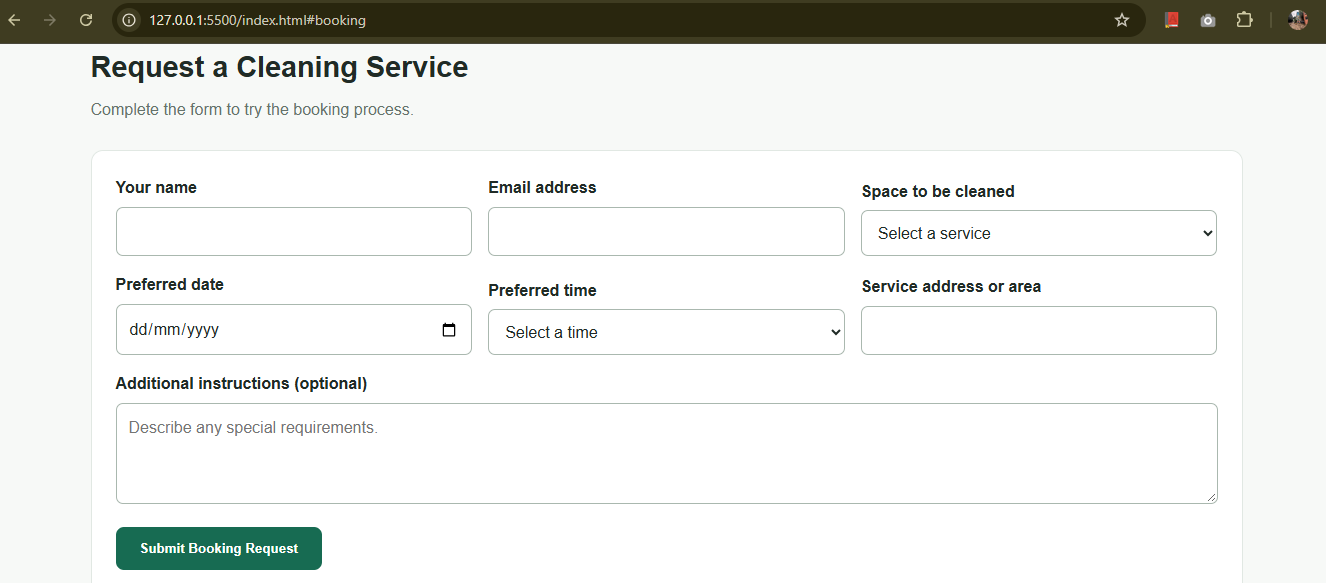 127.0.0.1:5500/index.html#booking
Request a Cleaning Service
Complete the form to try the booking process.
Your name
Email address
Space to be cleaned
Select a service
Preferred date
Preferred time
Service address or area
dd/mm/yyyy
Select a time
Additional instructions (optional)
Describe any special requirements.
Submit Booking Request